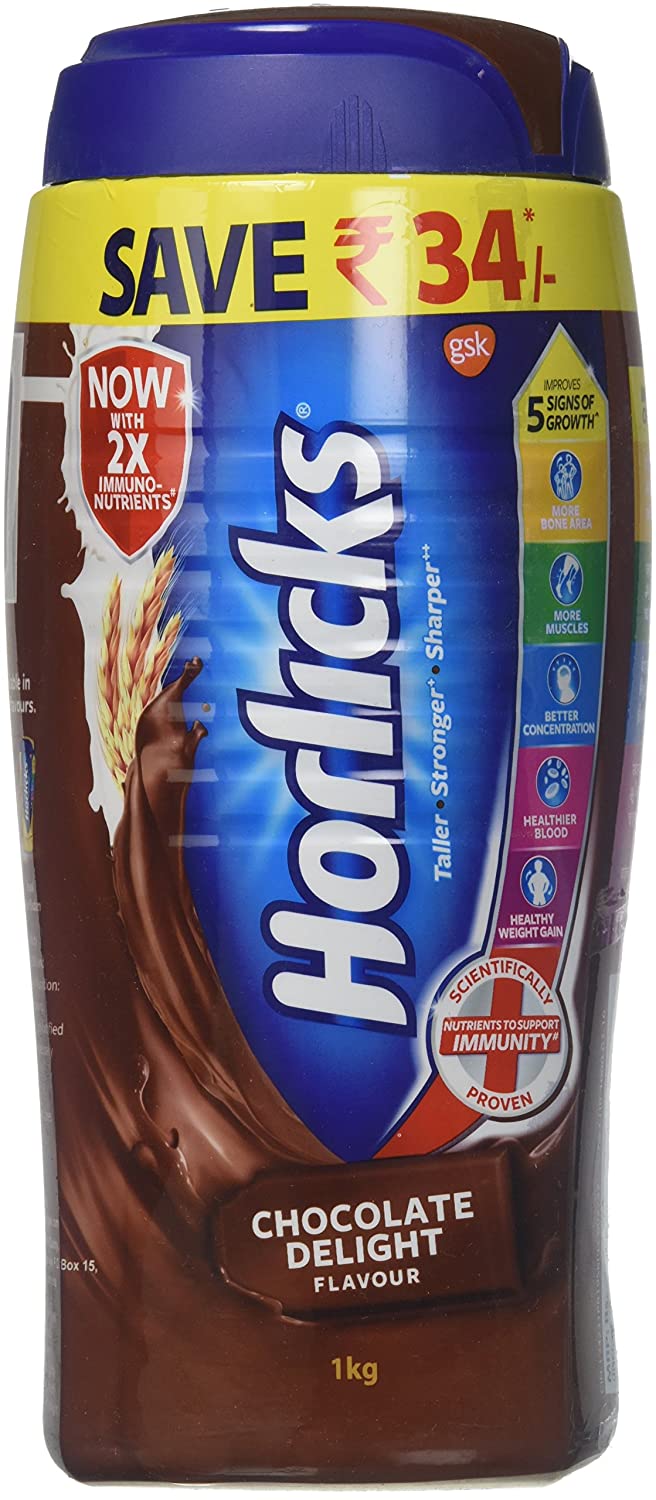 SAVE ₹ 34*/-
gsk
NOW
WITH
2X
IMMUNO-
NUTRIENTS#
Horlicks®
Taller+ • Stronger+ • Sharper++
IMPROVES
5 SIGNS OF
GROWTH^
MORE
BONE AREA
MORE
MUSCLES
BETTER
CONCENTRATION
HEALTHIER
BLOOD
HEALTHY
WEIGHT GAIN
SCIENTIFICALLY
NUTRIENTS TO SUPPORT
IMMUNITY#
PROVEN
CHOCOLATE
DELIGHT
FLAVOUR
1kg
Box 15,